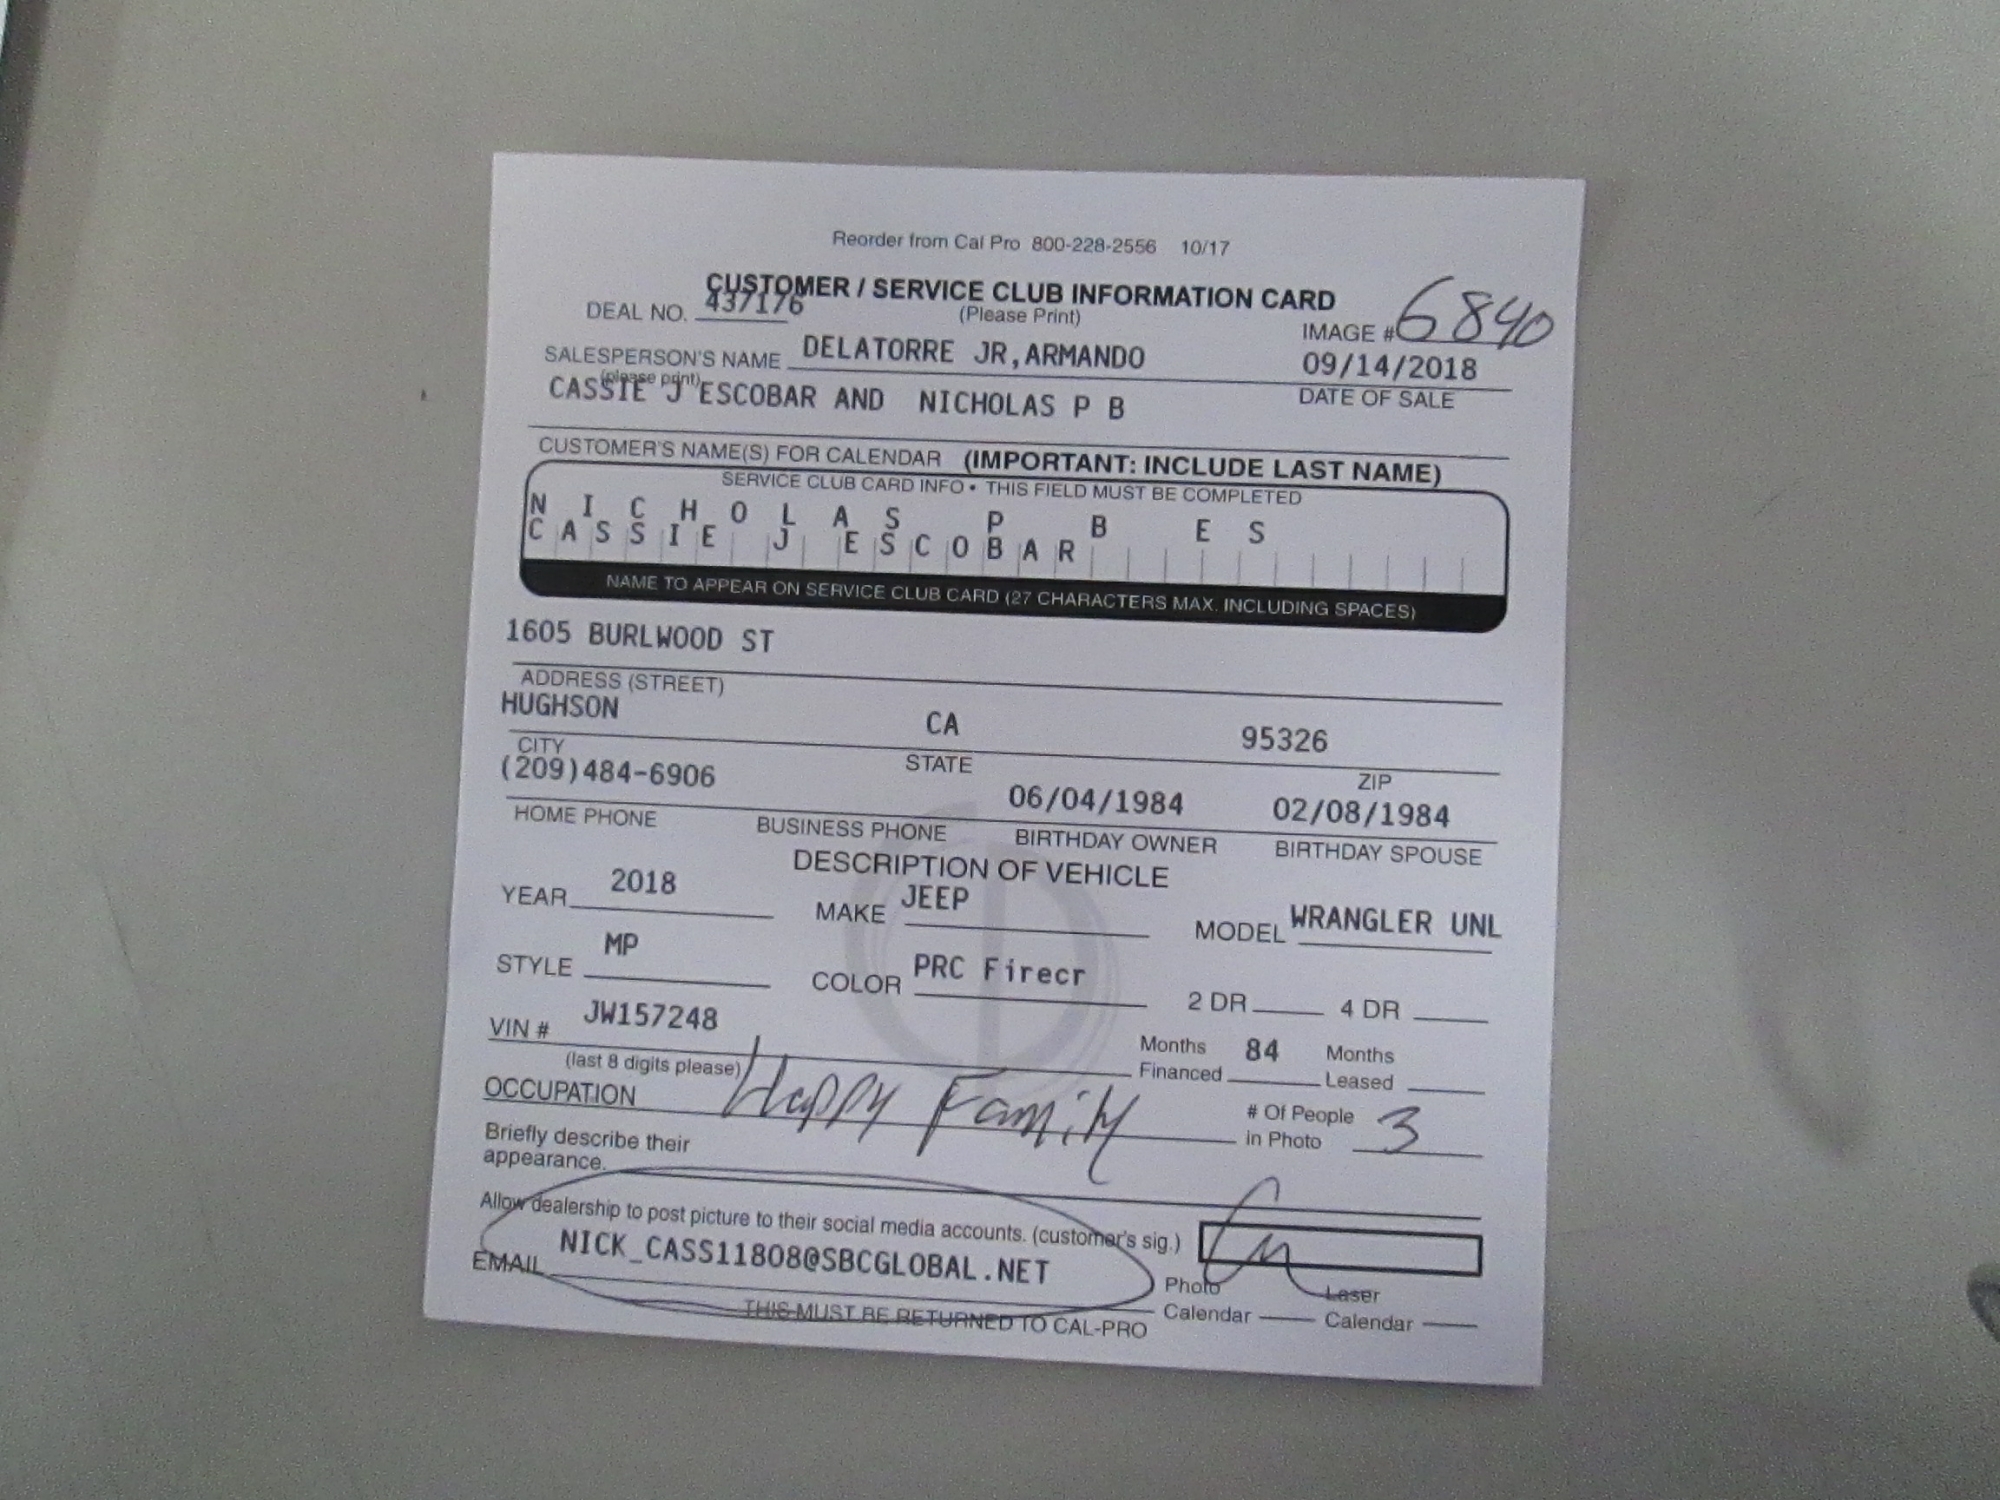 Reorder from Cal Pro 800-228-2556 10/17
CUSTOMER / SERVICE CLUB INFORMATION CARD
DEAL NO. 437176 (Please Print) IMAGE # 6840
SALESPERSON'S NAME DELATORRE JR,ARMANDO 09/14/2018
(please print) DATE OF SALE
CASSIE J ESCOBAR AND NICHOLAS P B
CUSTOMER'S NAME(S) FOR CALENDAR (IMPORTANT: INCLUDE LAST NAME)
SERVICE CLUB CARD INFO • THIS FIELD MUST BE COMPLETED
NICHOLAS P B ES
CASSIE J ESCOBAR
NAME TO APPEAR ON SERVICE CLUB CARD (27 CHARACTERS MAX. INCLUDING SPACES)
1605 BURLWOOD ST
ADDRESS (STREET)
HUGHSON CA 95326
CITY STATE ZIP
(209)484-6906 06/04/1984 02/08/1984
HOME PHONE BUSINESS PHONE BIRTHDAY OWNER BIRTHDAY SPOUSE
DESCRIPTION OF VEHICLE
YEAR 2018 MAKE JEEP MODEL WRANGLER UNL
STYLE MP COLOR PRC Firecr 2 DR 4 DR
VIN # JW157248 Months Financed 84 Months Leased
(last 8 digits please)
OCCUPATION Happy Family # Of People in Photo 3
Briefly describe their
appearance.
Allow dealership to post picture to their social media accounts. (customer's sig.)
EMAIL NICK_CASS11808@SBCGLOBAL.NET
Photo Calendar Laser Calendar
THIS MUST BE RETURNED TO CAL-PRO